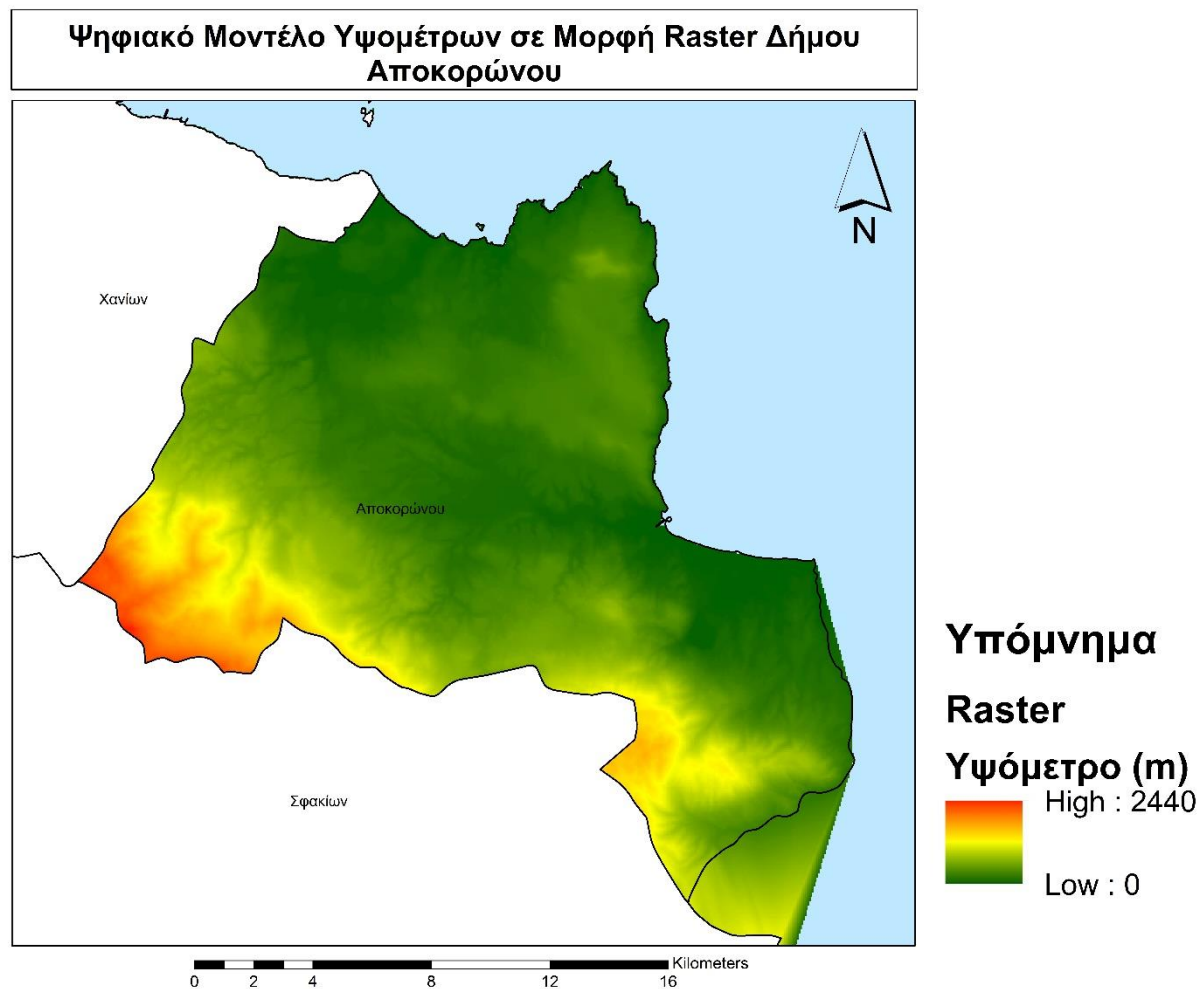 Ψηφιακό Μοντέλο Υψομέτρων σε Μορφή Raster Δήμου
Αποκορώνου
N
Χανίων
Αποκορώνου
Σφακίων
Υπόμνημα
Raster
Υψόμετρο (m)
High : 2440
Low : 0
Kilometers
0 2 4 8 12 16